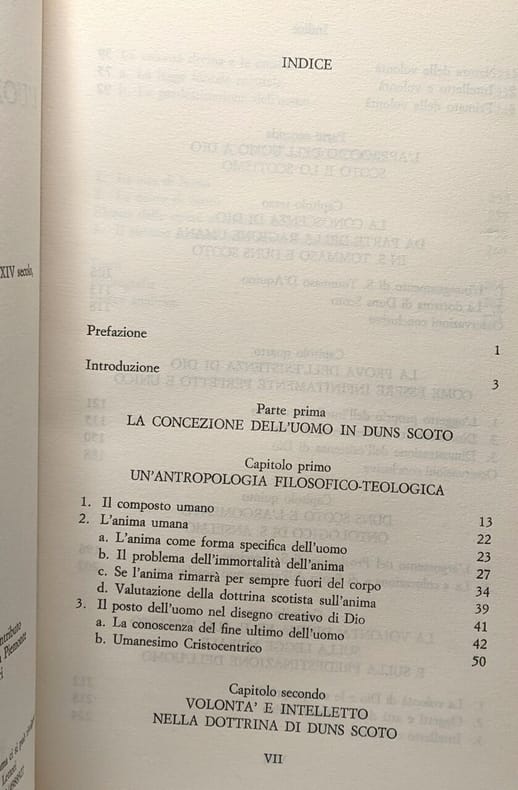 INDICE
XIV secolo,
Prefazione 1
Introduzione 3
Parte prima
LA CONCEZIONE DELL'UOMO IN DUNS SCOTO
Capitolo primo
UN'ANTROPOLOGIA FILOSOFICO-TEOLOGICA
1. Il composto umano 13
2. L'anima umana 22
a. L'anima come forma specifica dell'uomo 23
b. Il problema dell'immortalità dell'anima 27
c. Se l'anima rimarrà per sempre fuori del corpo 34
d. Valutazione della dottrina scotista sull'anima 39
3. Il posto dell'uomo nel disegno creativo di Dio 41
a. La conoscenza del fine ultimo dell'uomo 42
b. Umanesimo Cristocentrico 50
Capitolo secondo
VOLONTA' E INTELLETTO
NELLA DOTTRINA DI DUNS SCOTO
VII